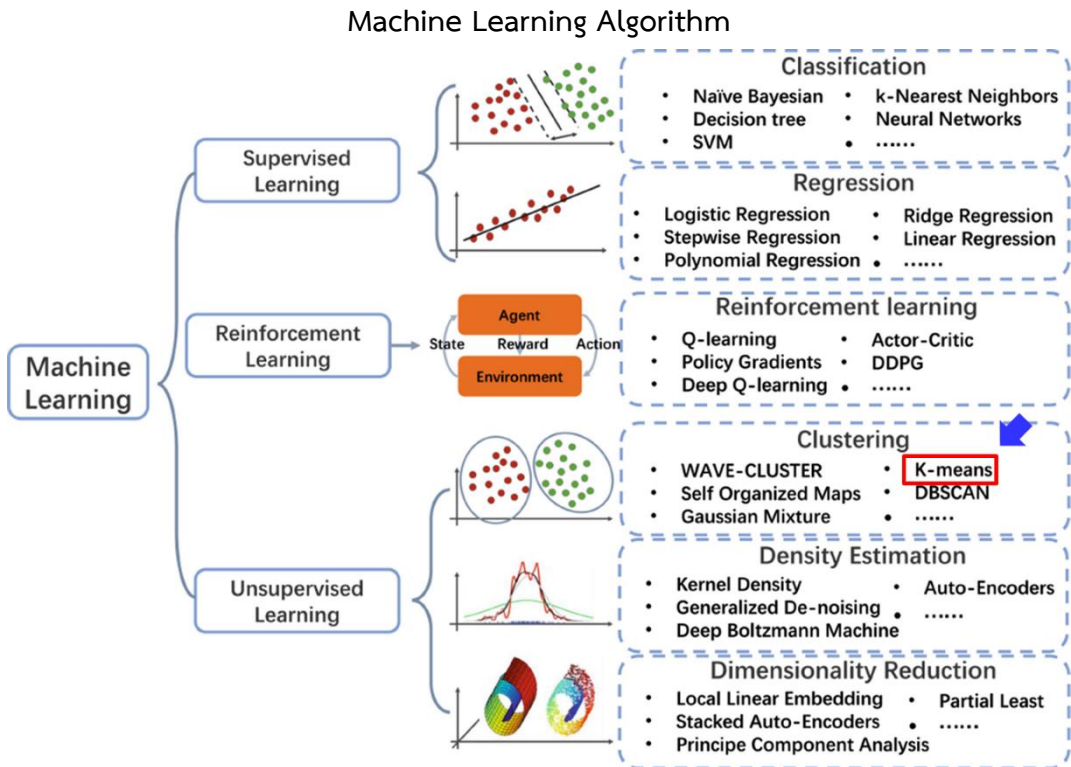 Machine Learning Algorithm
Machine
Learning
Supervised
Learning
Classification
• Naïve Bayesian • k-Nearest Neighbors
• Decision tree • Neural Networks
• SVM • ......
Regression
• Logistic Regression • Ridge Regression
• Stepwise Regression • Linear Regression
• Polynomial Regression • ......
Reinforcement
Learning
Agent
State Reward Action
Environment
Reinforcement learning
• Q-learning • Actor-Critic
• Policy Gradients • DDPG
• Deep Q-learning • ......
Unsupervised
Learning
Clustering
• WAVE-CLUSTER • K-means
• Self Organized Maps • DBSCAN
• Gaussian Mixture • ......
Density Estimation
• Kernel Density • Auto-Encoders
• Generalized De-noising • ......
• Deep Boltzmann Machine
Dimensionality Reduction
• Local Linear Embedding • Partial Least
• Stacked Auto-Encoders • ......
• Principe Component Analysis